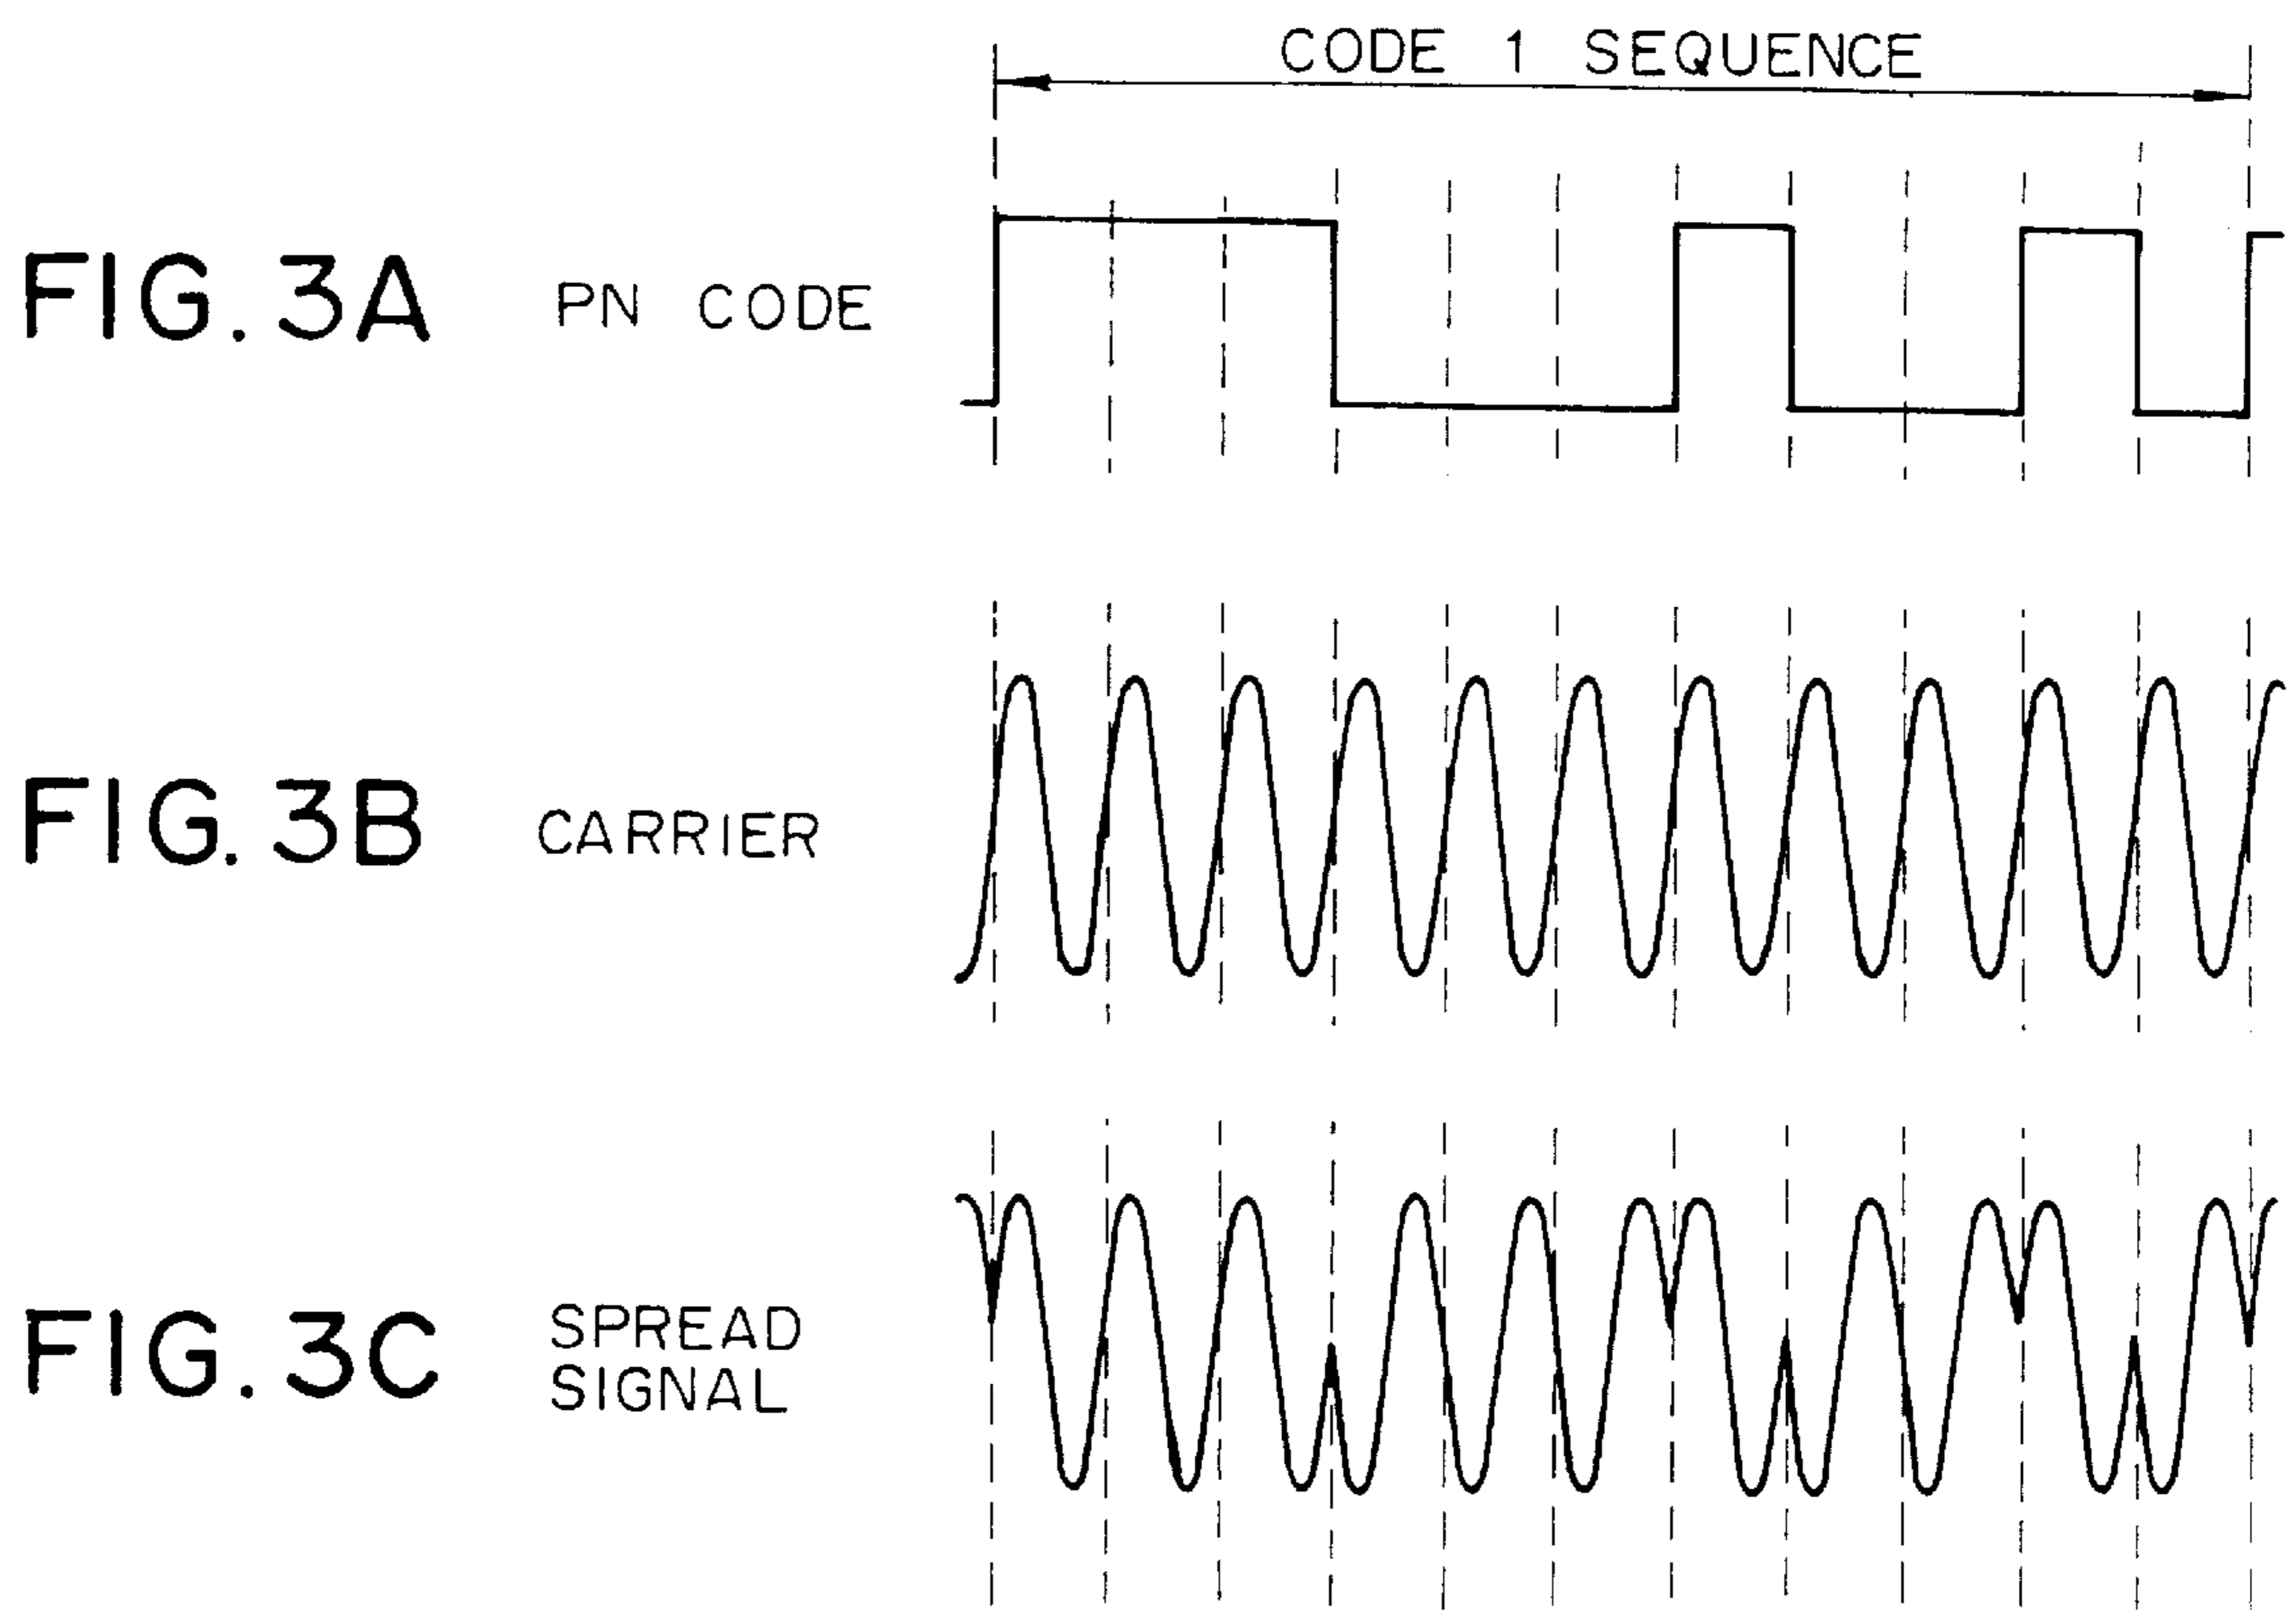 CODE 1 SEQUENCE
FIG. 3A PN CODE
FIG. 3B CARRIER
FIG. 3C SPREAD
SIGNAL